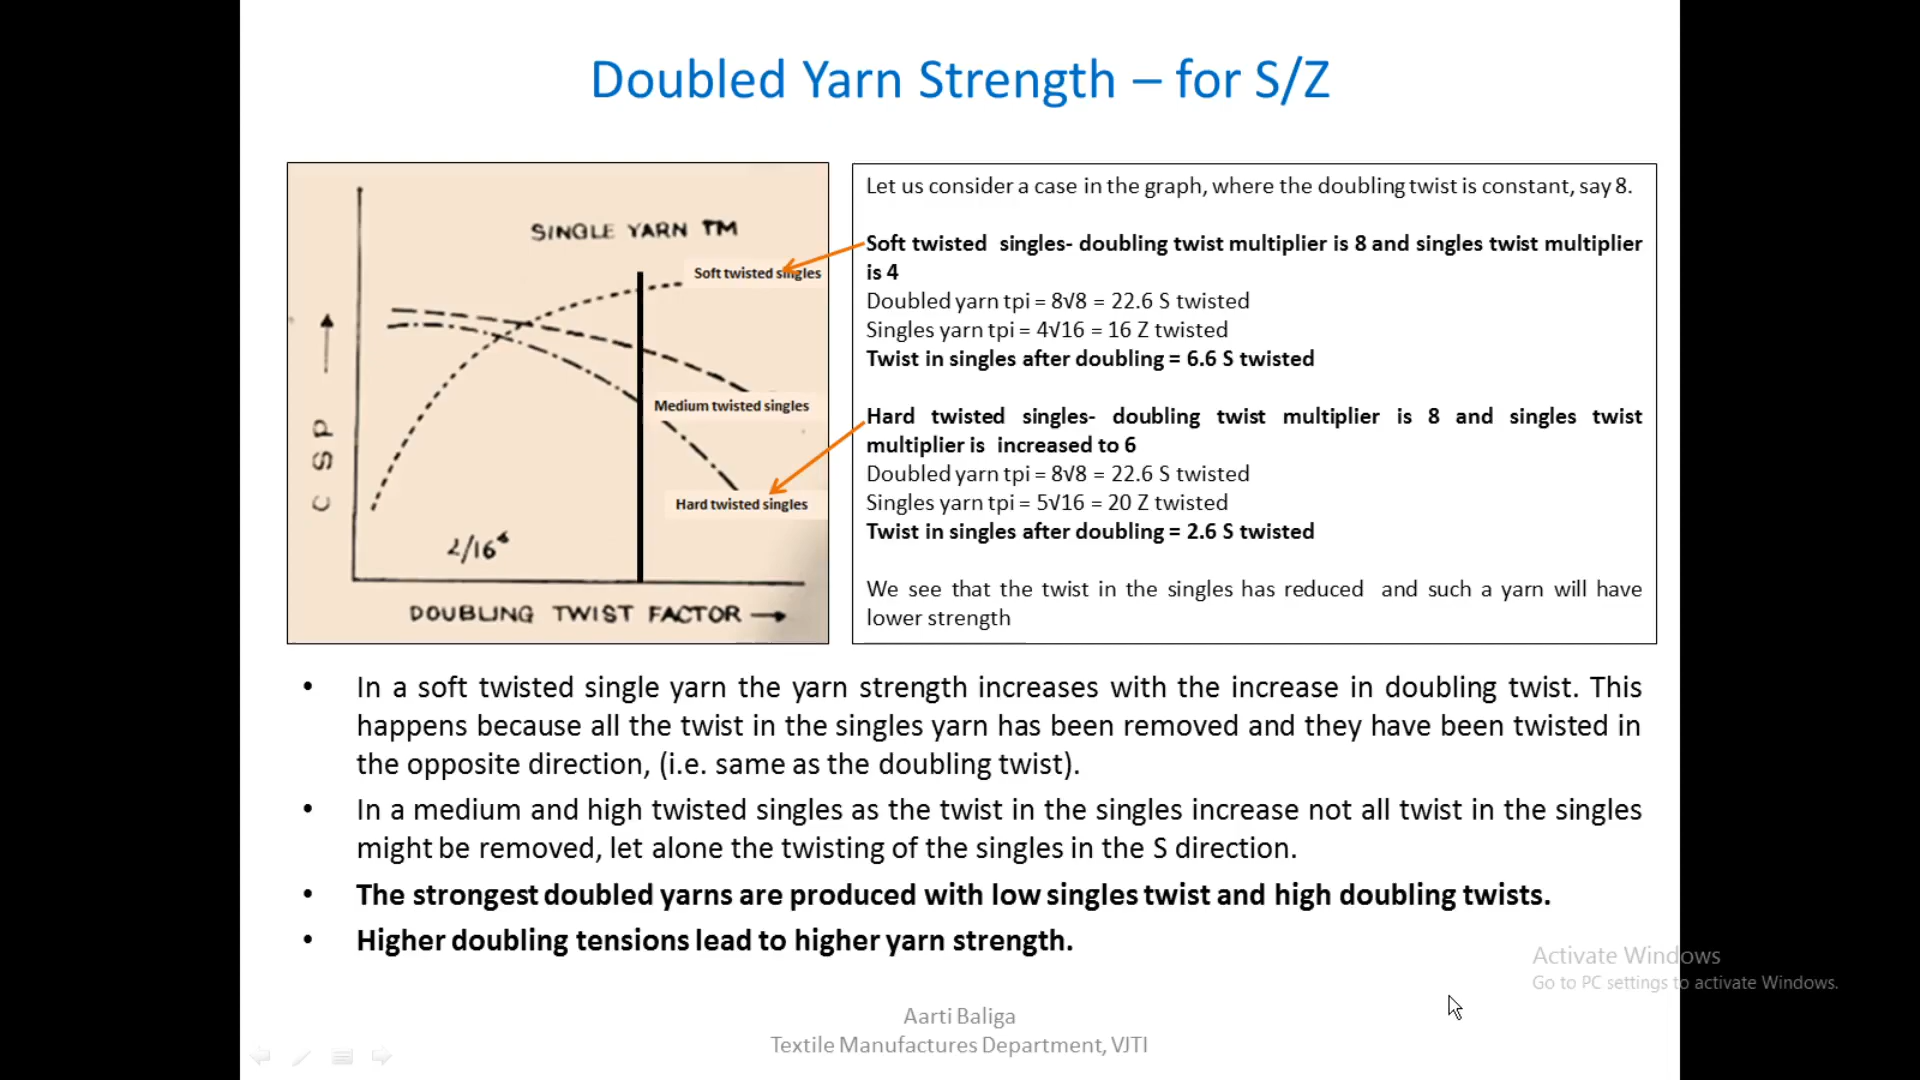 Doubled Yarn Strength – for S/Z
SINGLE YARN TM
Soft twisted singles
Medium twisted singles
Hard twisted singles
C S P
2/16ˢ
DOUBLING TWIST FACTOR
Let us consider a case in the graph, where the doubling twist is constant, say 8.
Soft twisted singles- doubling twist multiplier is 8 and singles twist multiplier
is 4
Doubled yarn tpi = 8√8 = 22.6 S twisted
Singles yarn tpi = 4√16 = 16 Z twisted
Twist in singles after doubling = 6.6 S twisted
Hard twisted singles- doubling twist multiplier is 8 and singles twist
multiplier is increased to 6
Doubled yarn tpi = 8√8 = 22.6 S twisted
Singles yarn tpi = 5√16 = 20 Z twisted
Twist in singles after doubling = 2.6 S twisted
We see that the twist in the singles has reduced and such a yarn will have
lower strength
• In a soft twisted single yarn the yarn strength increases with the increase in doubling twist. This
happens because all the twist in the singles yarn has been removed and they have been twisted in
the opposite direction, (i.e. same as the doubling twist).
• In a medium and high twisted singles as the twist in the singles increase not all twist in the singles
might be removed, let alone the twisting of the singles in the S direction.
• The strongest doubled yarns are produced with low singles twist and high doubling twists.
• Higher doubling tensions lead to higher yarn strength.
Activate Windows
Go to PC settings to activate Windows.
Aarti Baliga
Textile Manufactures Department, VJTI